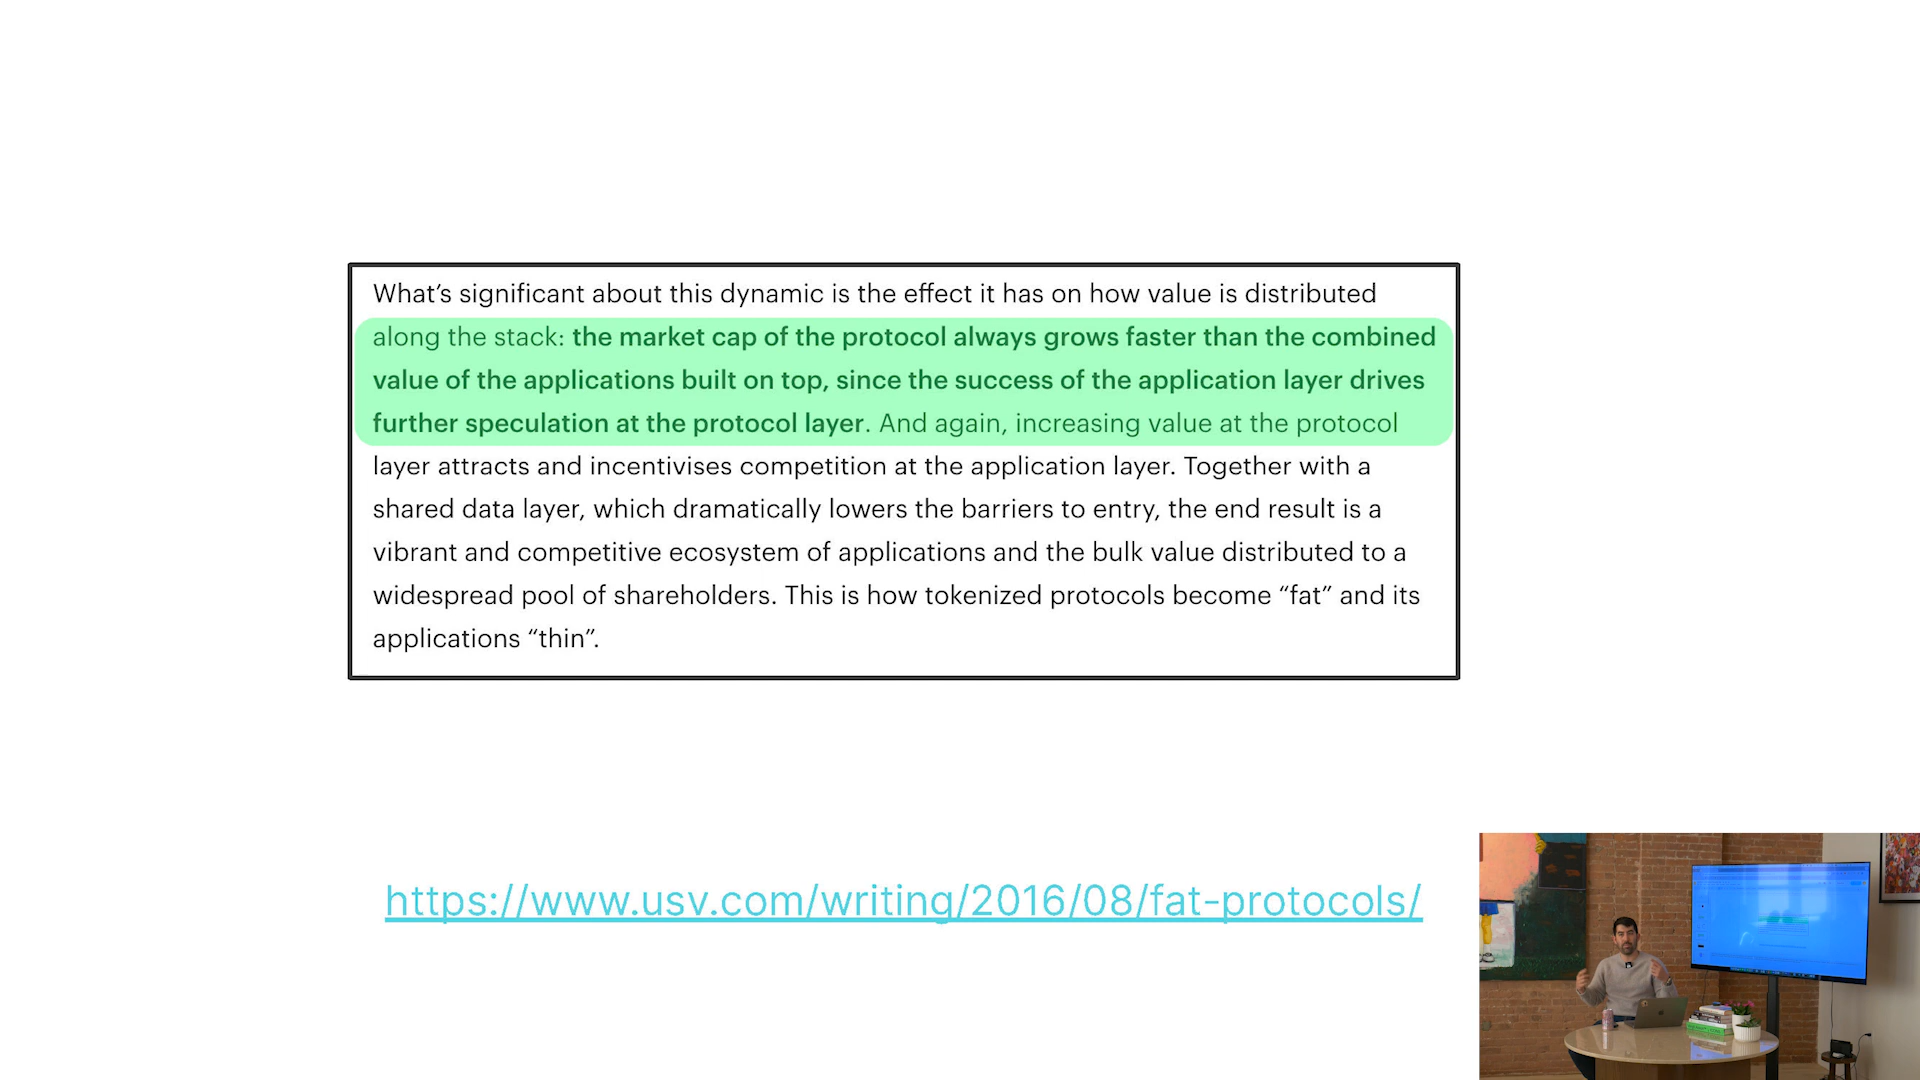 What’s significant about this dynamic is the effect it has on how value is distributed
along the stack: the market cap of the protocol always grows faster than the combined
value of the applications built on top, since the success of the application layer drives
further speculation at the protocol layer. And again, increasing value at the protocol
layer attracts and incentivises competition at the application layer. Together with a
shared data layer, which dramatically lowers the barriers to entry, the end result is a
vibrant and competitive ecosystem of applications and the bulk value distributed to a
widespread pool of shareholders. This is how tokenized protocols become “fat” and its
applications “thin”.
https://www.usv.com/writing/2016/08/fat-protocols/